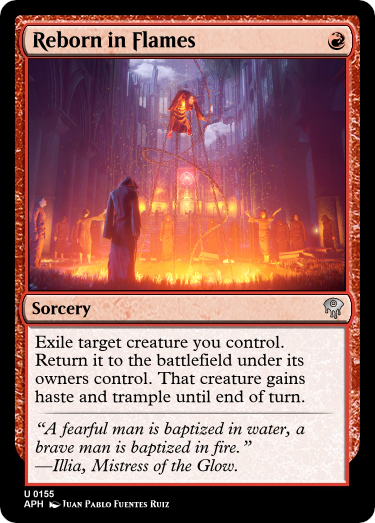 Reborn in Flames
Sorcery
Exile target creature you control.
Return it to the battlefield under its
owners control. That creature gains
haste and trample until end of turn.
“A fearful man is baptized in water, a
brave man is baptized in fire.”
—Illia, Mistress of the Glow.
U 0155
APH Juan Pablo Fuentes Ruiz